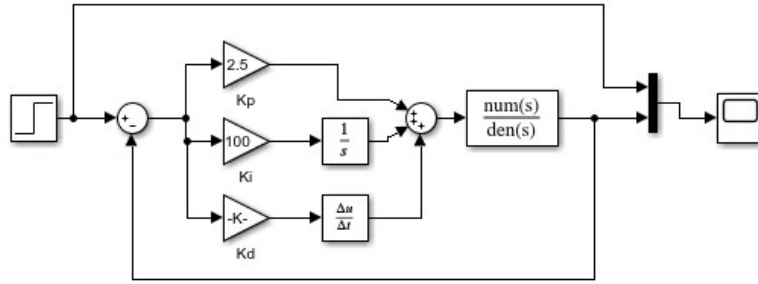 2.5
Kp
+
-
+
+
+
num(s)
den(s)
100
1
s
Ki
-K-
Δu
Δt
Kd